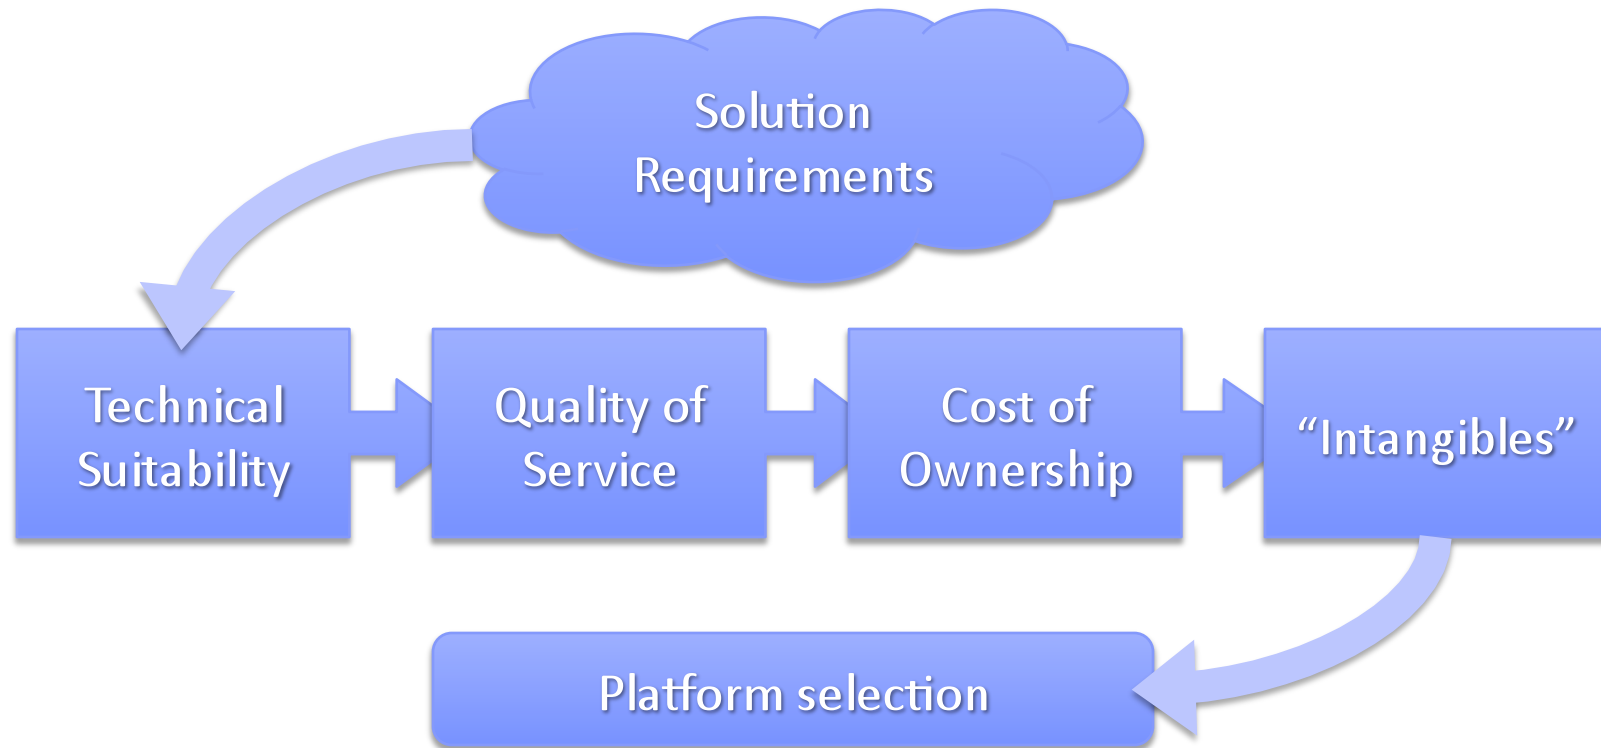 Solution
Requirements
Technical
Suitability
Quality of
Service
Cost of
Ownership
“Intangibles”
Platform selection